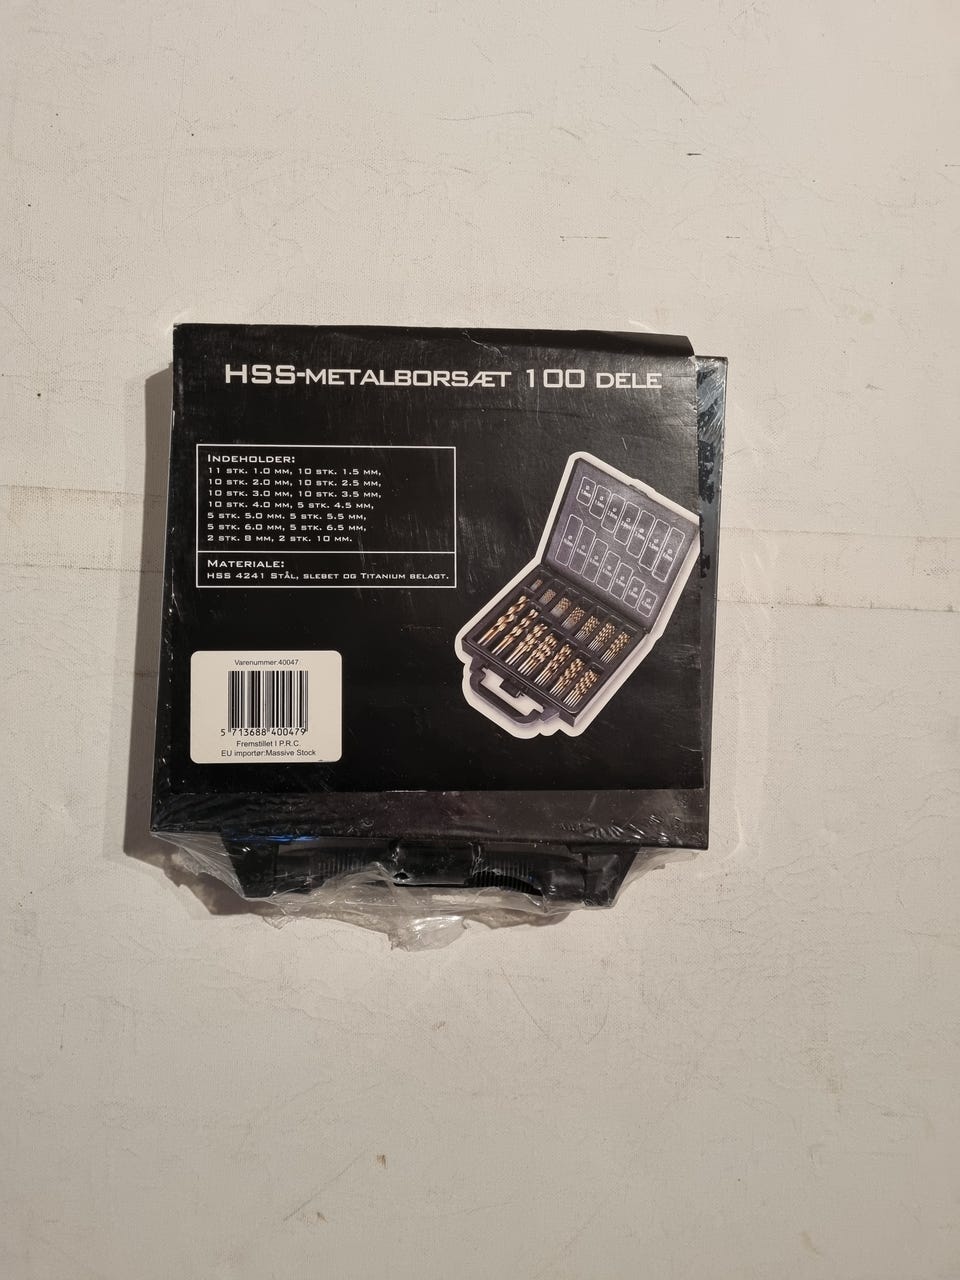 HSS-METALBORSÆT 100 DELE
INDEHOLDER:
11 STK. 1.0 MM, 10 STK. 1.5 MM,
10 STK. 2.0 MM, 10 STK. 2.5 MM,
10 STK. 3.0 MM, 10 STK. 3.5 MM,
10 STK. 4.0 MM, 5 STK. 4.5 MM,
5 STK. 5.0 MM. 5 STK. 5.5 MM,
5 STK. 6.0 MM, 5 STK. 6.5 MM,
2 STK. 8 MM, 2 STK. 10 MM.
MATERIALE:
HSS 4241 STÅL, SLEBET OG TITANIUM BELAGT.
Varenummer:40047
5 713688 400479
Fremstillet I P.R.C.
EU importør:Massive Stock